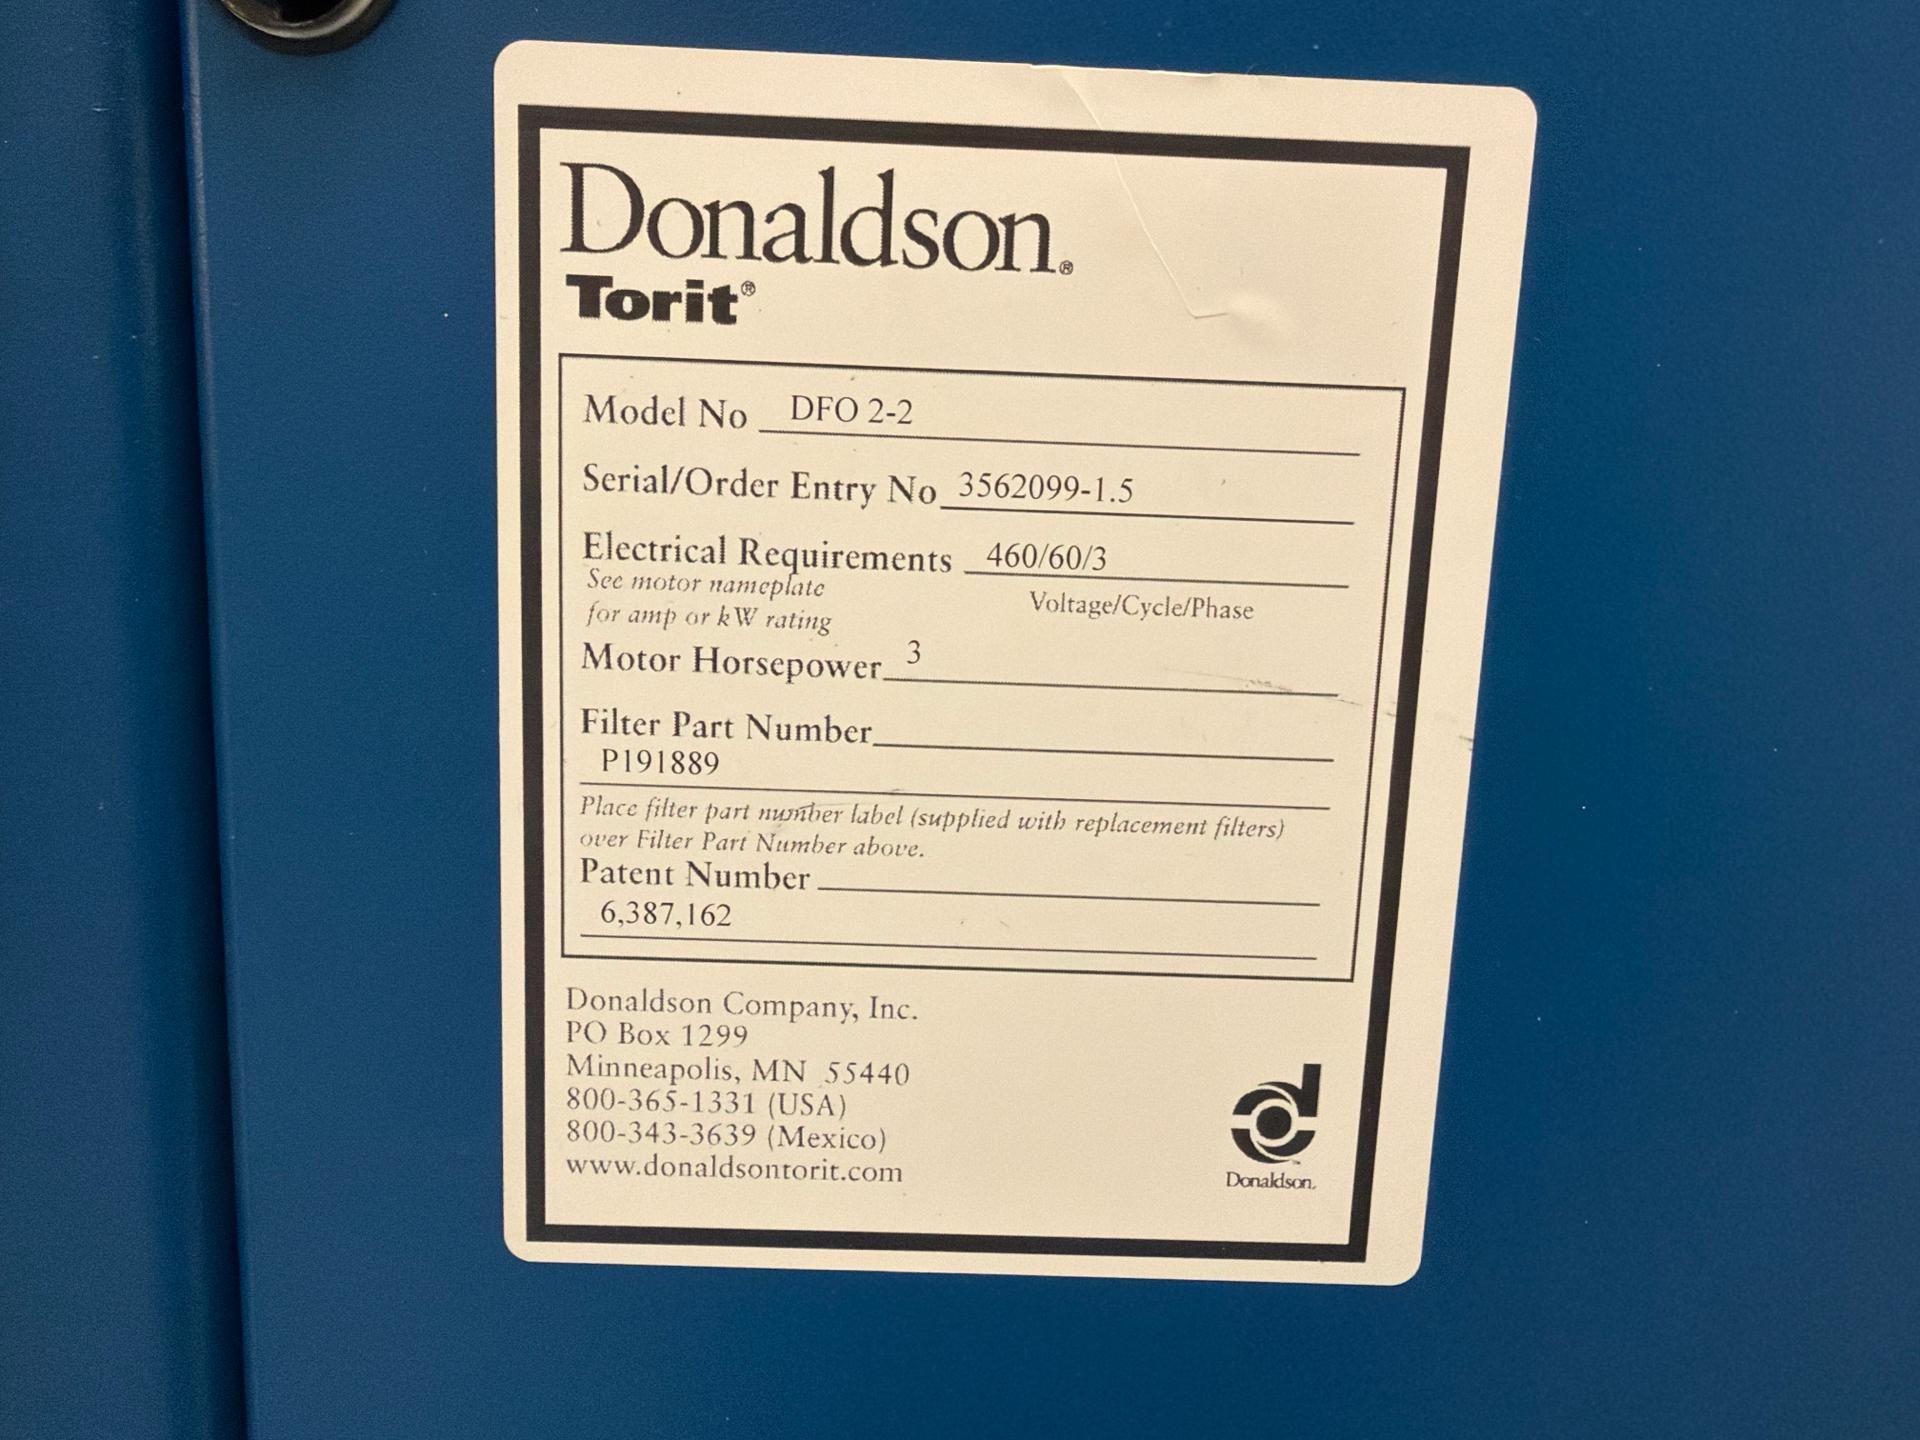 Donaldson®
Torit®
Model No DFO 2-2
Serial/Order Entry No 3562099-1.5
Electrical Requirements 460/60/3
See motor nameplate
for amp or kW rating
Voltage/Cycle/Phase
Motor Horsepower 3
Filter Part Number
P191889
Place filter part number label (supplied with replacement filters)
over Filter Part Number above.
Patent Number
6,387,162
Donaldson Company, Inc.
PO Box 1299
Minneapolis, MN 55440
800-365-1331 (USA)
800-343-3639 (Mexico)
www.donaldsontorit.com
Donaldson.